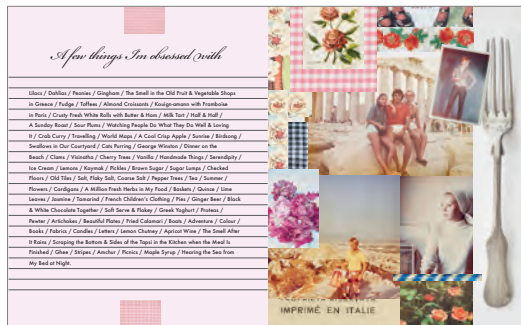 A few things I'm obsessed with
Lilacs / Dahlias / Peonies / Gingham / The Smell in the Old Fruit & Vegetable Shops
in Greece / Fudge / Toffees / Almond Croissants / Kouign-amann with Framboise
in Paris / Crusty Fresh White Rolls with Butter & Ham / Milk Tart / Half & Half /
A Sunday Roast / Sour Plums / Watching People Do What They Do Well & Loving
It / Crab Curry / Travelling / World Maps / A Cool Crisp Apple / Sunrise / Birdsong /
Swallows in Our Courtyard / Cats Purring / George Winston / Dinner on the
Beach / Clams / Visinatha / Cherry Trees / Vanilla / Handmade Things / Serendipity /
Ice Cream / Lemons / Kaymak / Pickles / Brown Sugar / Sugar Lumps / Checked
Floors / Old Tiles / Salt, Flaky Salt, Coarse Salt / Pepper Trees / Tea / Summer /
Flowers / Cardigans / A Million Fresh Herbs in My Food / Baskets / Quince / Lime
Leaves / Jasmine / Tamarind / French Children's Clothing / Pies / Ginger Beer / Black
& White Chocolate Together / Soft Serve & Flakey / Greek Yoghurt / Proteas /
Pewter / Artichokes / Beautiful Plates / Fried Calamari / Boats / Adventure / Colour /
Books / Fabrics / Candles / Letters / Lemon Chutney / Apricot Wine / The Smell After
It Rains / Scraping the Bottom & Sides of the Tapsi in the Kitchen when the Meal Is
Finished / Ghee / Stripes / Amchur / Picnics / Maple Syrup / Hearing the Sea from
My Bed at Night.
IMPRIMÉ EN ITALIE